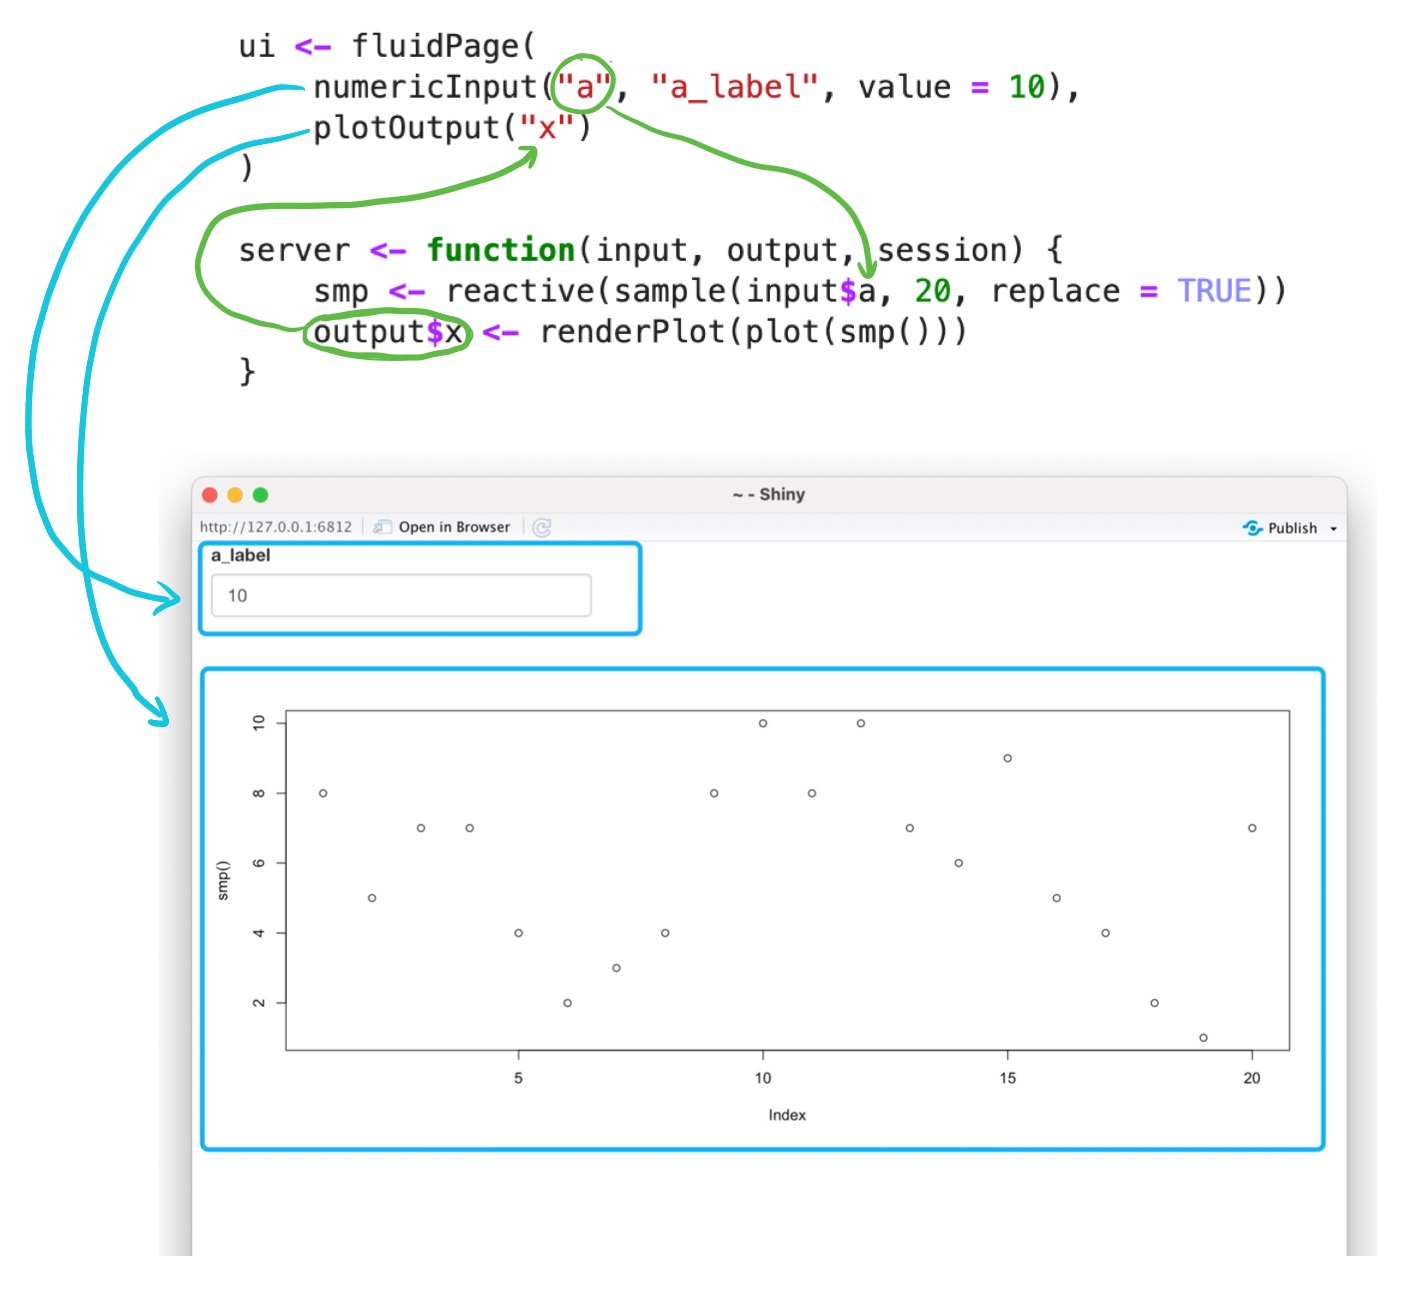 ui <- fluidPage(
numericInput("a", "a_label", value = 10),
plotOutput("x")
)
server <- function(input, output, session) {
smp <- reactive(sample(input$a, 20, replace = TRUE))
output$x <- renderPlot(plot(smp()))
}
~ - Shiny
http://127.0.0.1:6812 Open in Browser Publish
a_label
10
10
8
6
4
2
smp()
5 10 15 20
Index